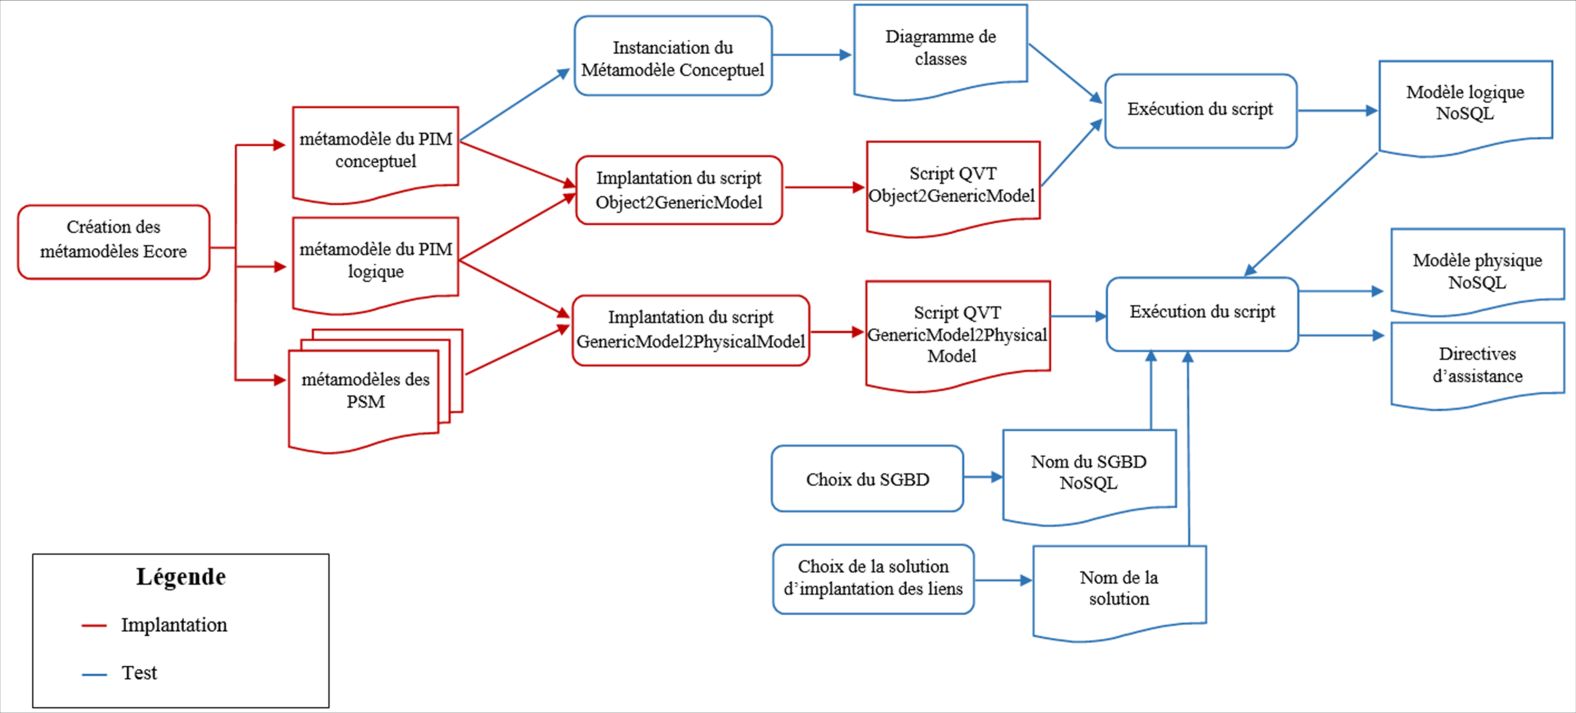 Instanciation du
Métamodèle Conceptuel
Diagramme de
classes
Exécution du script
Modèle logique
NoSQL
métamodèle du PIM
conceptuel
Implantation du script
Object2GenericModel
Script QVT
Object2GenericModel
Création des
métamodèles Ecore
métamodèle du PIM
logique
Modèle physique
NoSQL
Implantation du script
GenericModel2PhysicalModel
Script QVT
GenericModel2Physical
Model
Exécution du script
métamodèles des
PSM
Directives
d’assistance
Choix du SGBD
Nom du SGBD
NoSQL
Choix de la solution
d’implantation des liens
Nom de la
solution
Légende
Implantation
Test